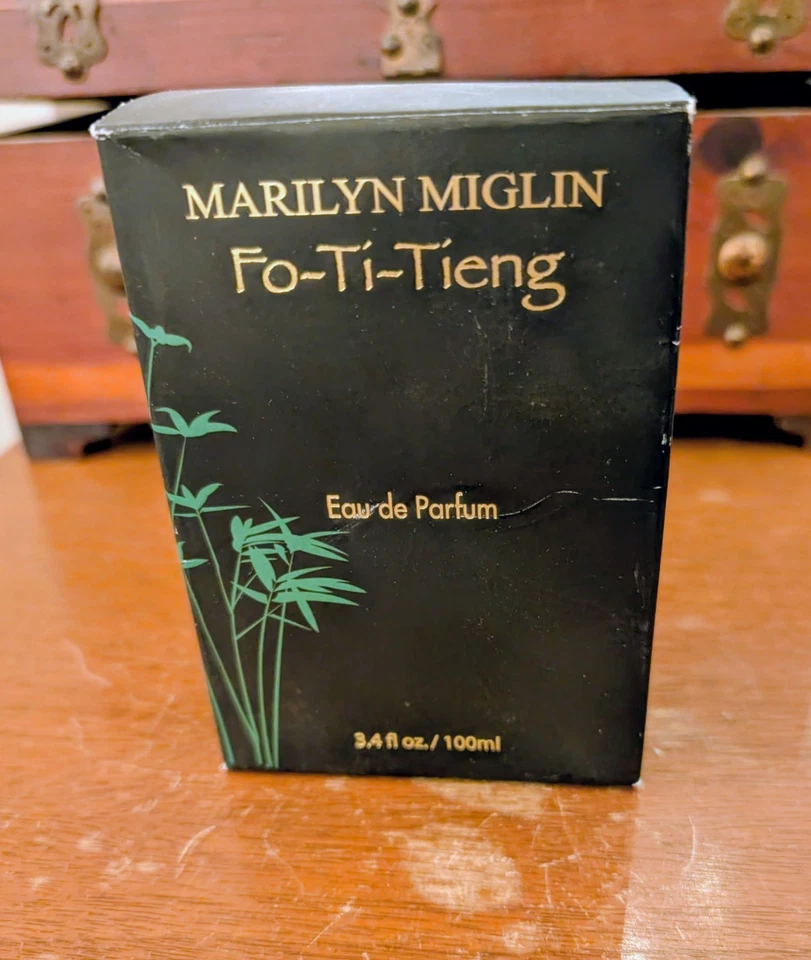 MARILYN MIGLIN
Fo-Ti-Tieng
Eau de Parfum
3.4 fl oz. / 100ml